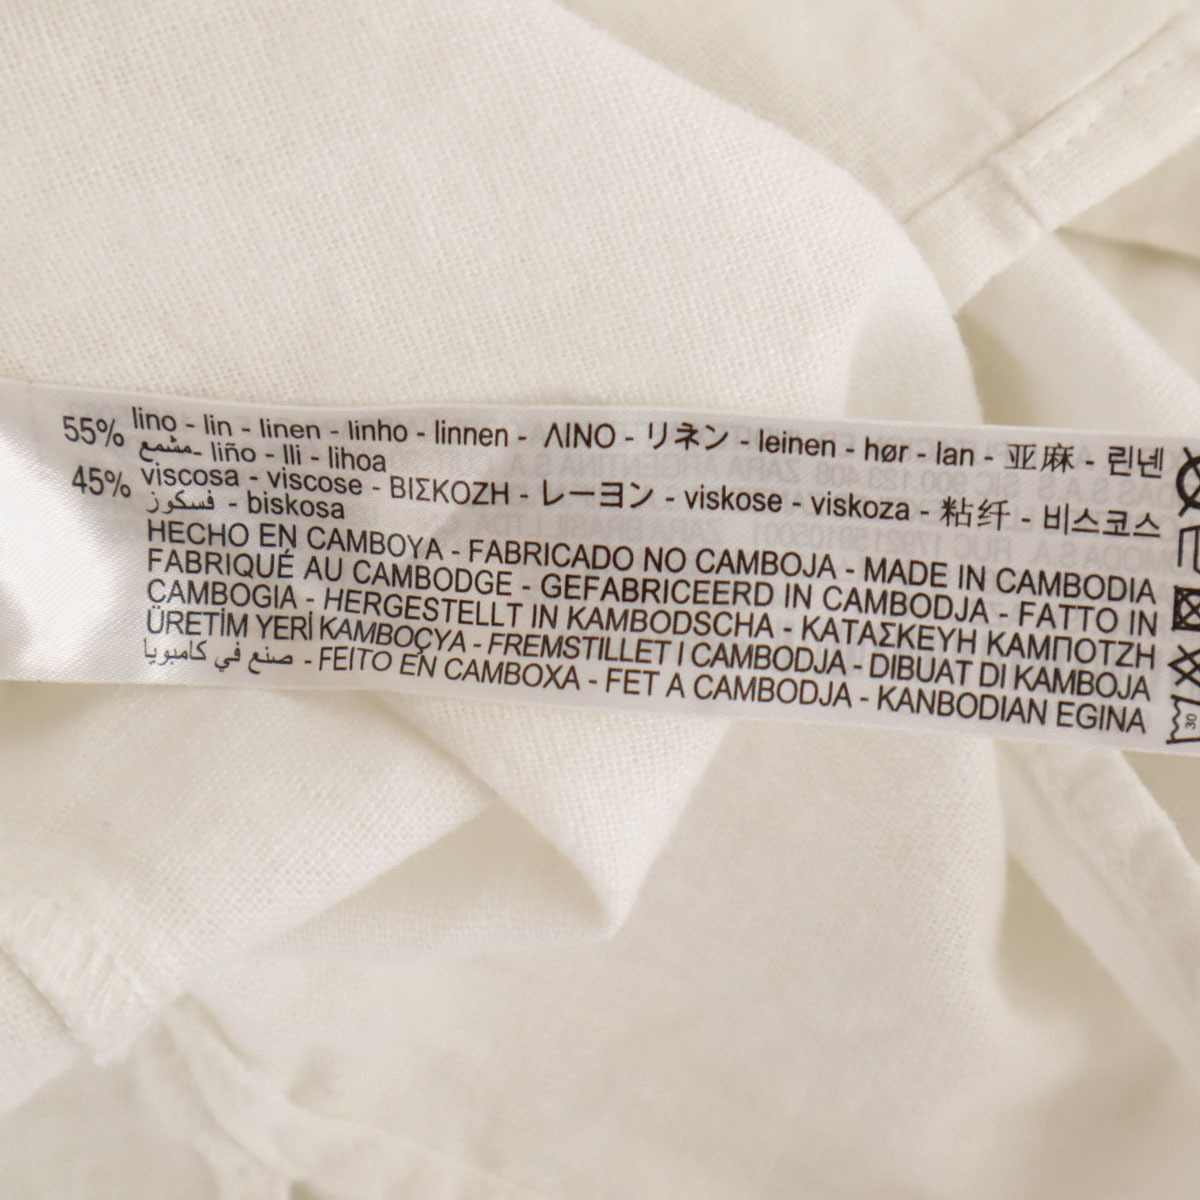 55% lino - lin - linen - linho - linnen - ΛΙΝΟ - リネン - leinen - hør - lan - 亚麻 - 린넨
مشمع - liño - lli - lihoa
45% viscosa - viscose - ΒΙΣΚΟΖΗ - レーヨン - viskose - viskoza - 粘纤 - 비스코스
فسكوز - biskosa
HECHO EN CAMBOYA - FABRICADO NO CAMBOJA - MADE IN CAMBODIA
FABRIQUÉ AU CAMBODGE - GEFABRICEERD IN CAMBODJA - FATTO IN
CAMBOGIA - HERGESTELLT IN KAMBODSCHA - ΚΑΤΑΣΚΕΥΗ ΚΑΜΠΟΤΖΗ
ÜRETİM YERİ KAMBOÇYA - FREMSTILLET I CAMBODJA - DIBUAT DI KAMBOJA
صنع في كامبويا - FEITO EN CAMBOXA - FET A CAMBODJA - KANBODIAN EGINA
30